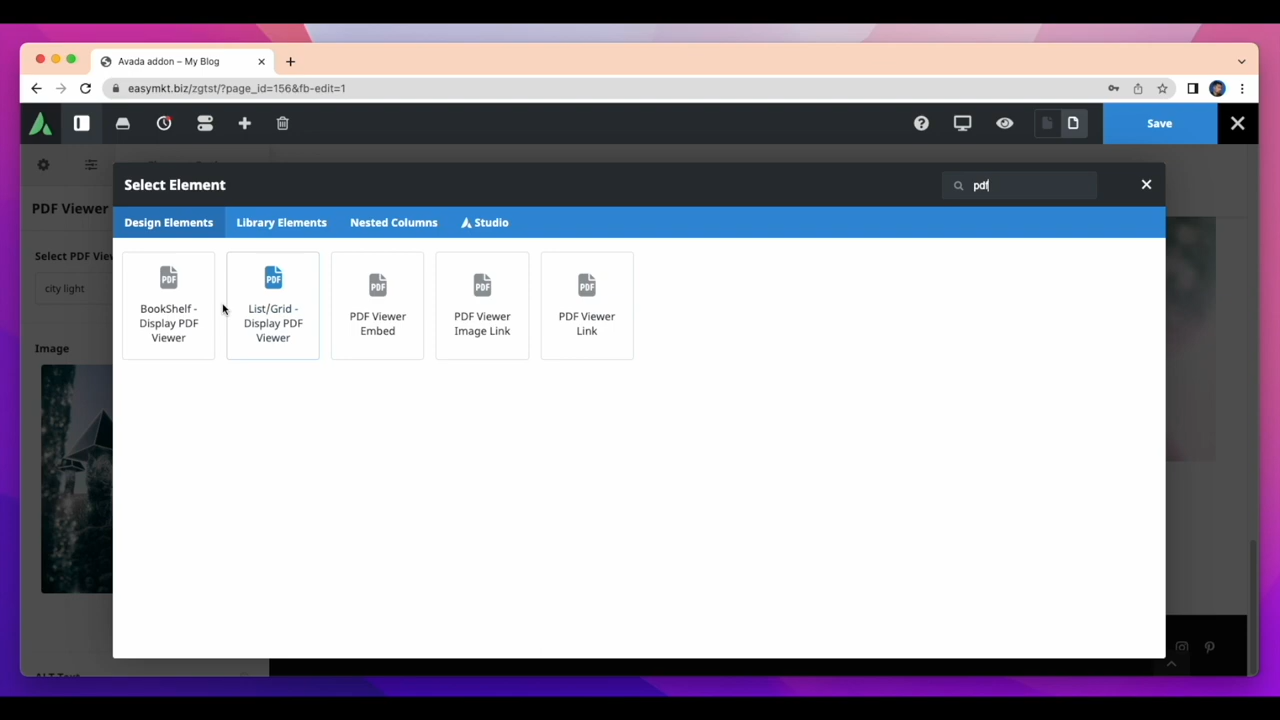 Avada addon – My Blog
easymkt.biz/zgtst/?page_id=156&fb-edit=1
Save
Select Element
pdf
Design Elements
Library Elements
Nested Columns
Studio
PDF Viewer
Select PDF View
city light
Image
PDF
BookShelf -
Display PDF
Viewer
PDF
List/Grid -
Display PDF
Viewer
PDF
PDF Viewer
Embed
PDF
PDF Viewer
Image Link
PDF
PDF Viewer
Link
ALT Text